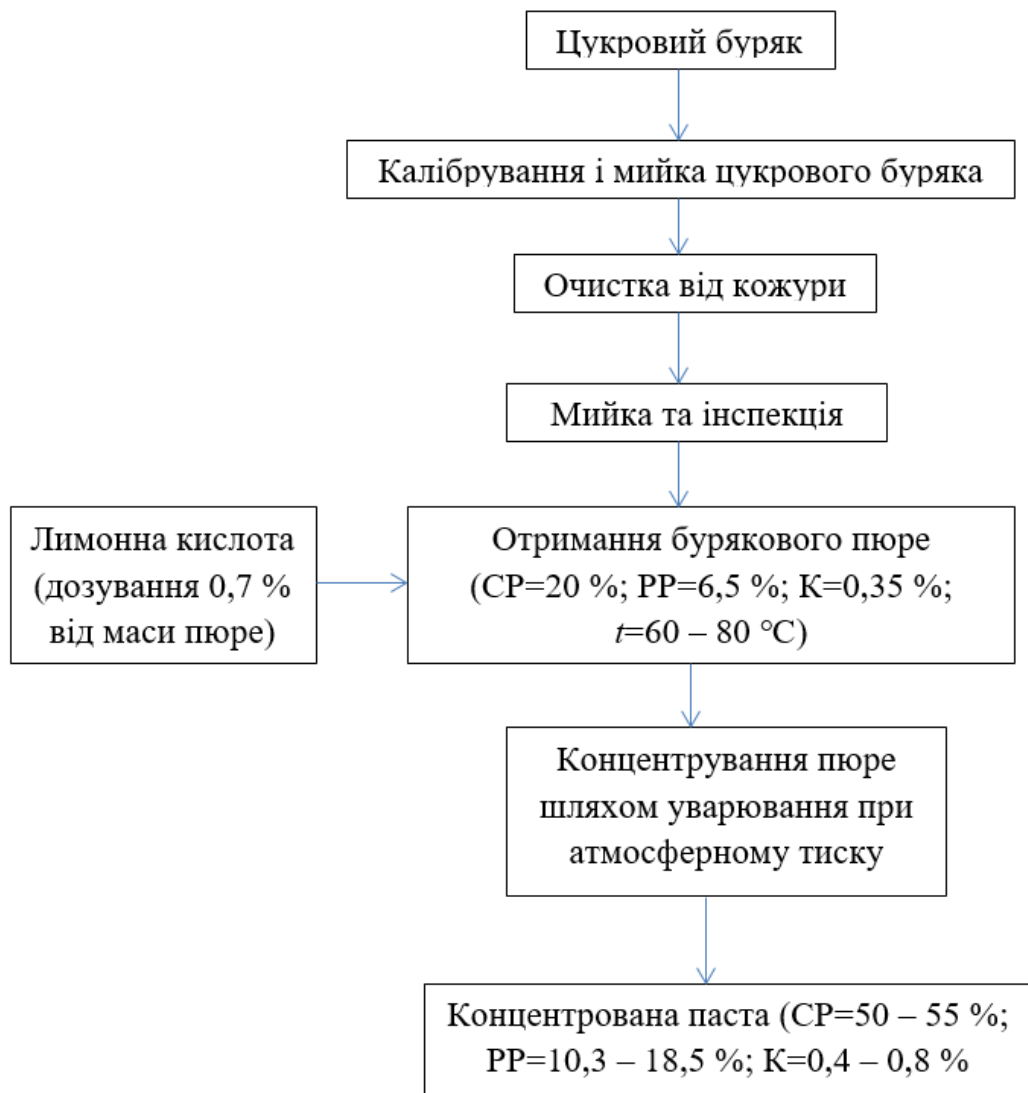 Цукровий буряк
Калібрування і мийка цукрового буряка
Очистка від кожури
Мийка та інспекція
Лимонна кислота
(дозування 0,7 %
від маси пюре)
Отримання бурякового пюре
(СР=20 %; РР=6,5 %; К=0,35 %;
t=60 – 80 ℃)
Концентрування пюре
шляхом уварювання при
атмосферному тиску
Концентрована паста (СР=50 – 55 %;
РР=10,3 – 18,5 %; К=0,4 – 0,8 %